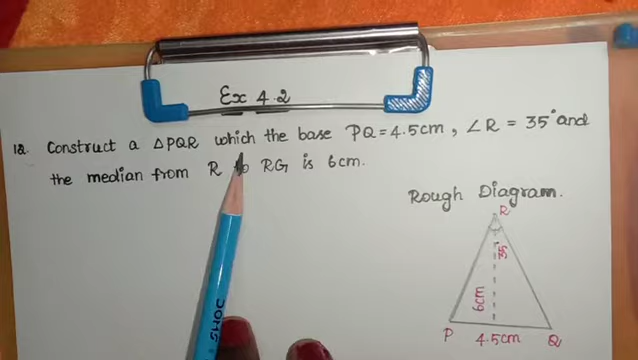 Ex 4.2
12. Construct a △PQR which the base PQ = 4.5cm, ∠R = 35° and
the median from R to RG is 6cm.
Rough Diagram.
R
35
6cm
P 4.5cm Q